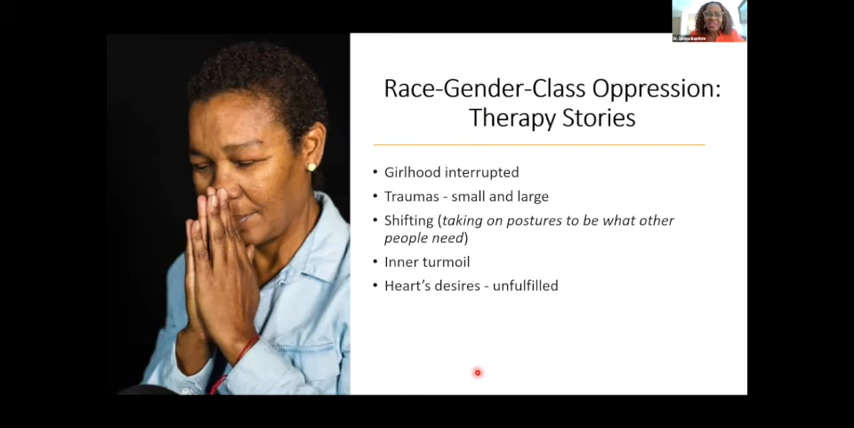 Race-Gender-Class Oppression:
Therapy Stories
• Girlhood interrupted
• Traumas - small and large
• Shifting (taking on postures to be what other
people need)
• Inner turmoil
• Heart's desires - unfulfilled